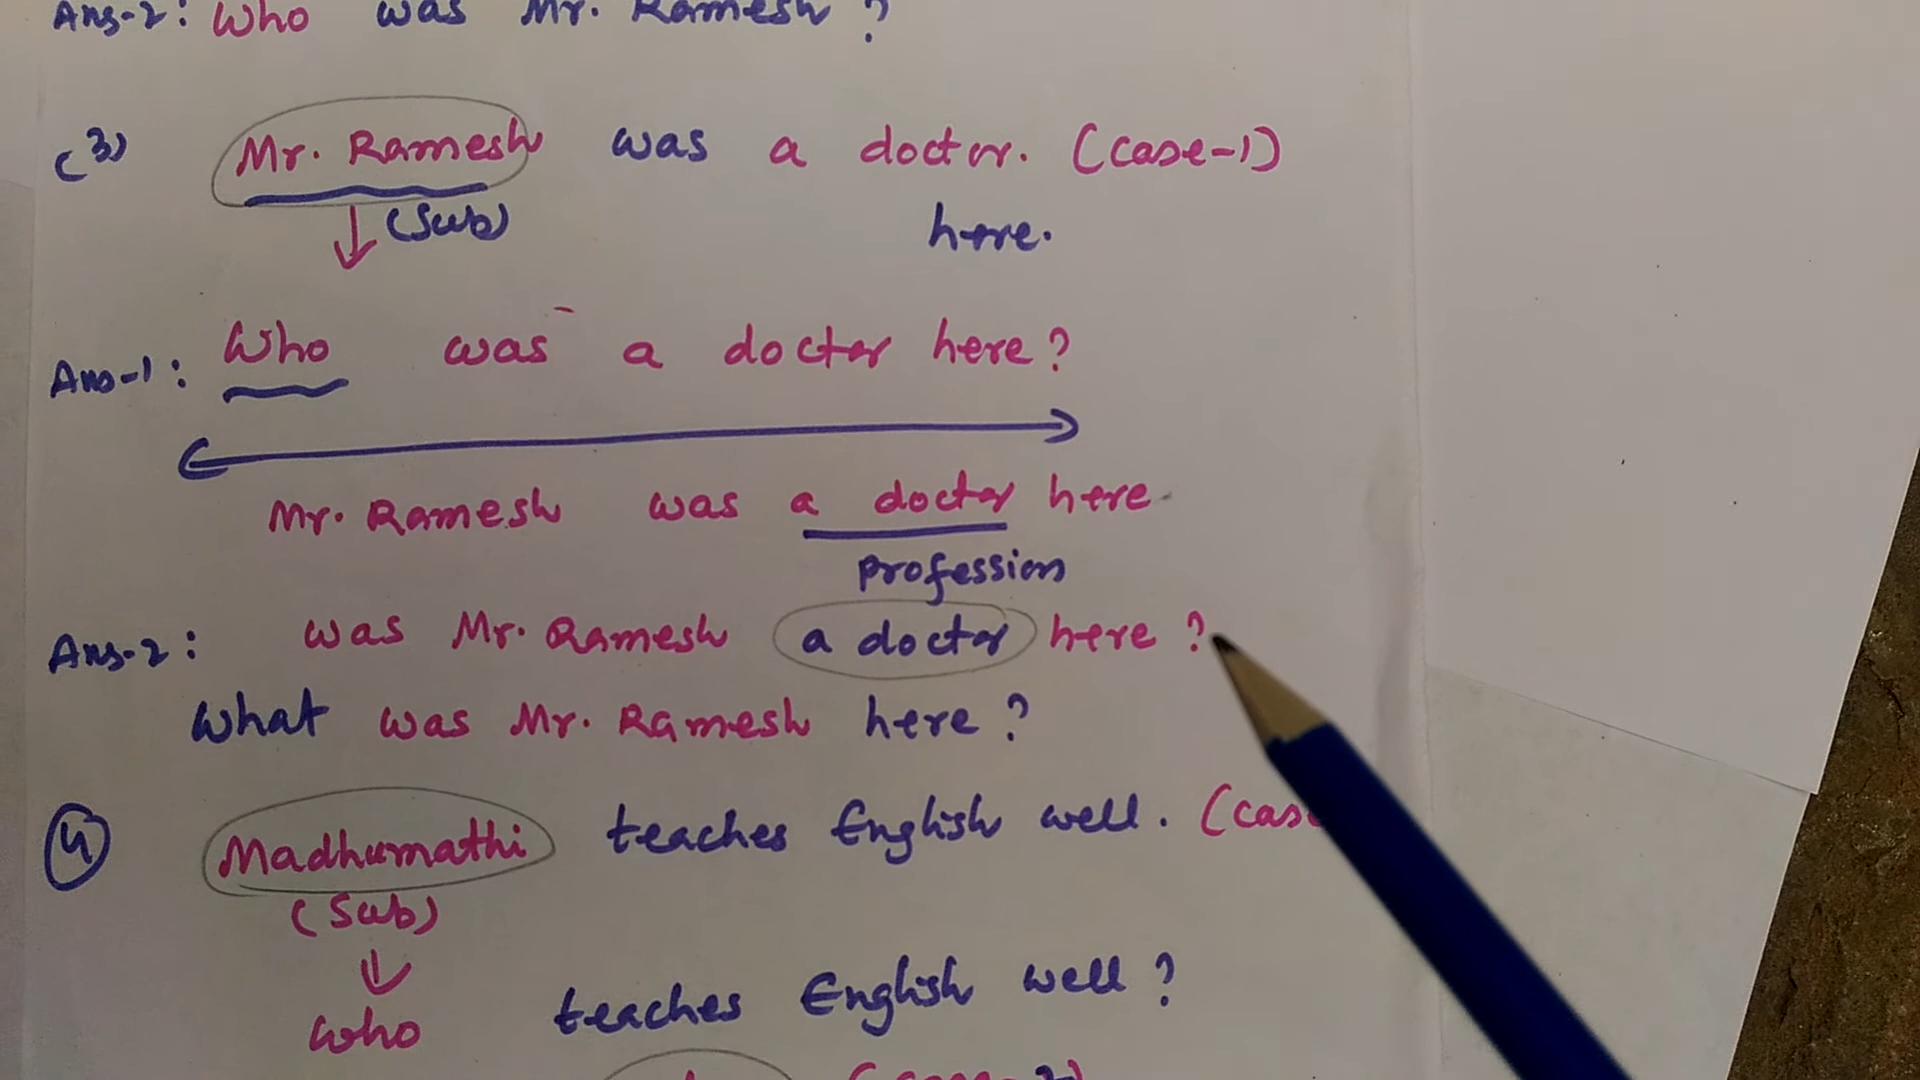 Ans-2: Who was Mr. Ramesh ?
(3) Mr. Ramesh was a doctor. (case-1)
(Sub) here.
Ans-1: Who was a doctor here?
Mr. Ramesh was a doctor here
profession
Ans-2: was Mr. Ramesh a doctor here ?
What was Mr. Ramesh here ?
4 Madhumathi teaches English well. (case
(Sub)
who teaches English well ?